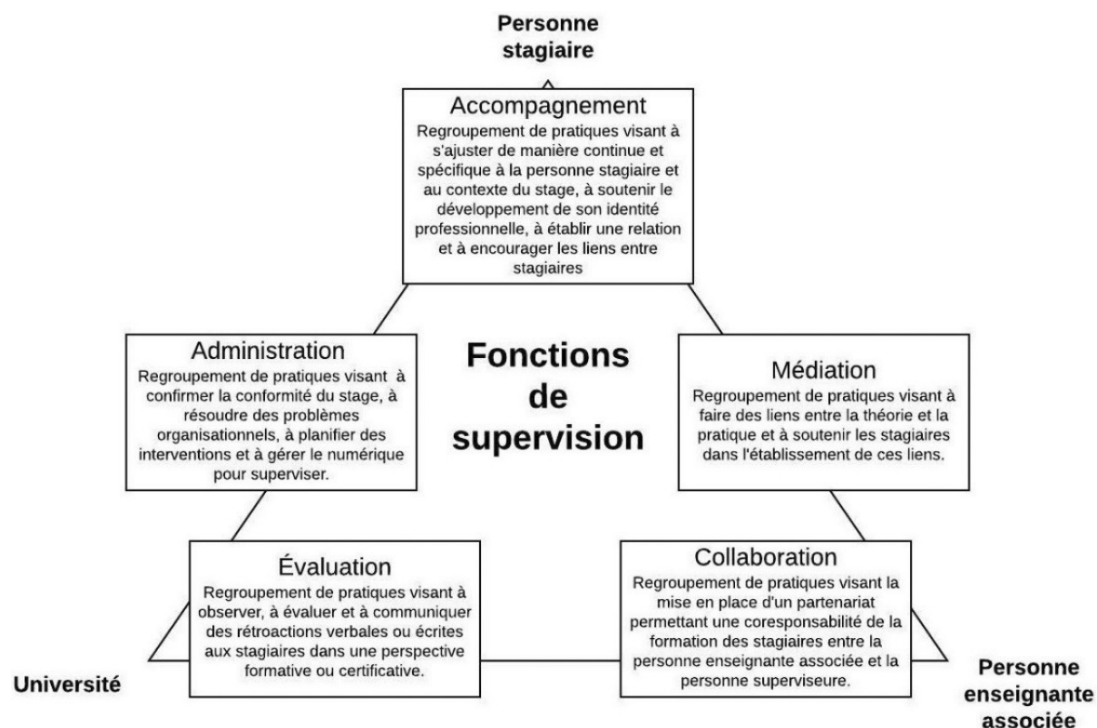 Personne
stagiaire
Accompagnement
Regroupement de pratiques visant à
s'ajuster de manière continue et
spécifique à la personne stagiaire et
au contexte du stage, à soutenir le
développement de son identité
professionnelle, à établir une relation
et à encourager les liens entre
stagiaires
Administration
Regroupement de pratiques visant à
confirmer la conformité du stage, à
résoudre des problèmes
organisationnels, à planifier des
interventions et à gérer le numérique
pour superviser.
Fonctions
de
supervision
Médiation
Regroupement de pratiques visant à
faire des liens entre la théorie et la
pratique et à soutenir les stagiaires
dans l'établissement de ces liens.
Évaluation
Regroupement de pratiques visant à
observer, à évaluer et à communiquer
des rétroactions verbales ou écrites
aux stagiaires dans une perspective
formative ou certificative.
Collaboration
Regroupement de pratiques visant la
mise en place d'un partenariat
permettant une coresponsabilité de la
formation des stagiaires entre la
personne enseignante associée et la
personne superviseure.
Université
Personne
enseignante
associée